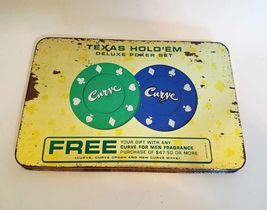 TEXAS HOLD'EM
DELUXE POKER SET
Curve
Curve
FREE
YOUR GIFT WITH ANY
CURVE FOR MEN FRAGRANCE
PURCHASE OF $47.50 OR MORE.
(CURVE, CURVE CRUSH AND NEW CURVE WAVE)